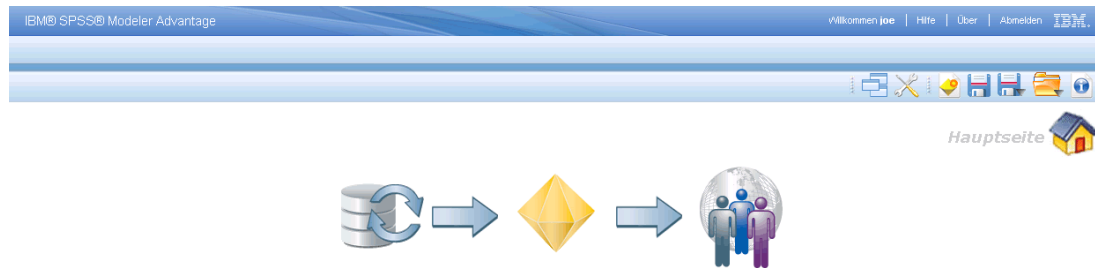 IBM® SPSS® Modeler Advantage
Willkommen joe | Hilfe | Über | Abmelden IBM.
Hauptseite